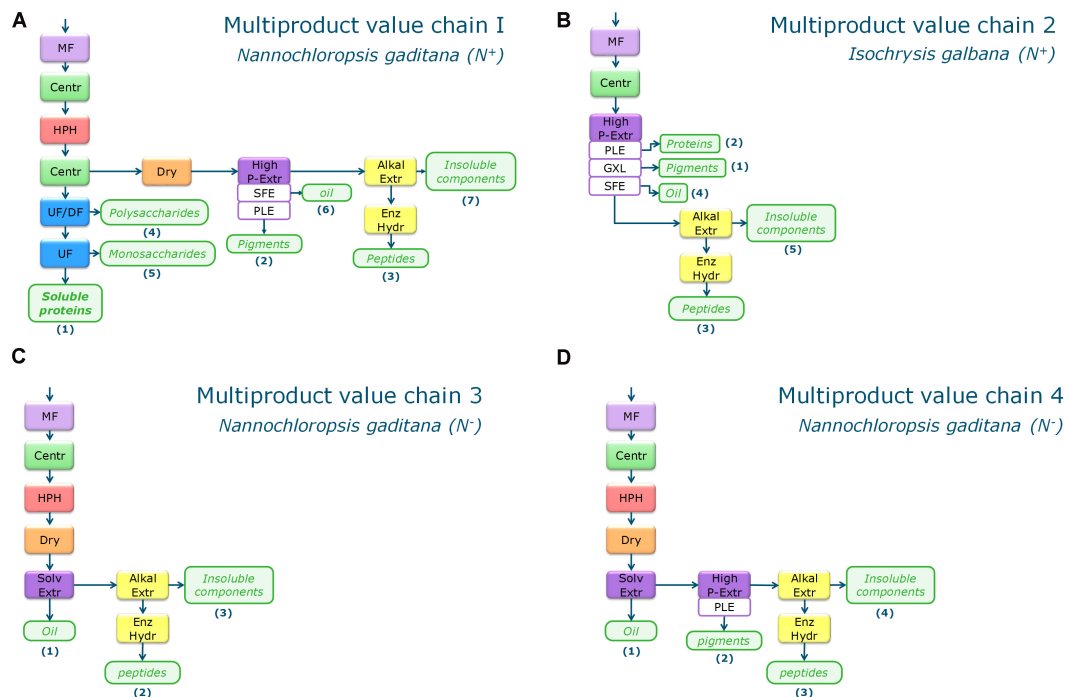 A
Multiproduct value chain I
Nannochloropsis gaditana (N+)
MF
Centr
HPH
Centr
Dry
High
P-Extr
SFE
PLE
oil
(6)
Pigments
(2)
Alkal
Extr
Insoluble
components
(7)
Enz
Hydr
Peptides
(3)
UF/DF
Polysaccharides
(4)
UF
Monosaccharides
(5)
Soluble
proteins
(1)
B
Multiproduct value chain 2
Isochrysis galbana (N+)
MF
Centr
High
P-Extr
PLE
Proteins
(2)
GXL
Pigments
(1)
SFE
Oil
(4)
Alkal
Extr
Insoluble
components
(5)
Enz
Hydr
Peptides
(3)
C
Multiproduct value chain 3
Nannochloropsis gaditana (N-)
MF
Centr
HPH
Dry
Solv
Extr
Alkal
Extr
Insoluble
components
(3)
Oil
(1)
Enz
Hydr
peptides
(2)
D
Multiproduct value chain 4
Nannochloropsis gaditana (N-)
MF
Centr
HPH
Dry
Solv
Extr
High
P-Extr
PLE
Alkal
Extr
Insoluble
components
(4)
Oil
(1)
pigments
(2)
Enz
Hydr
peptides
(3)